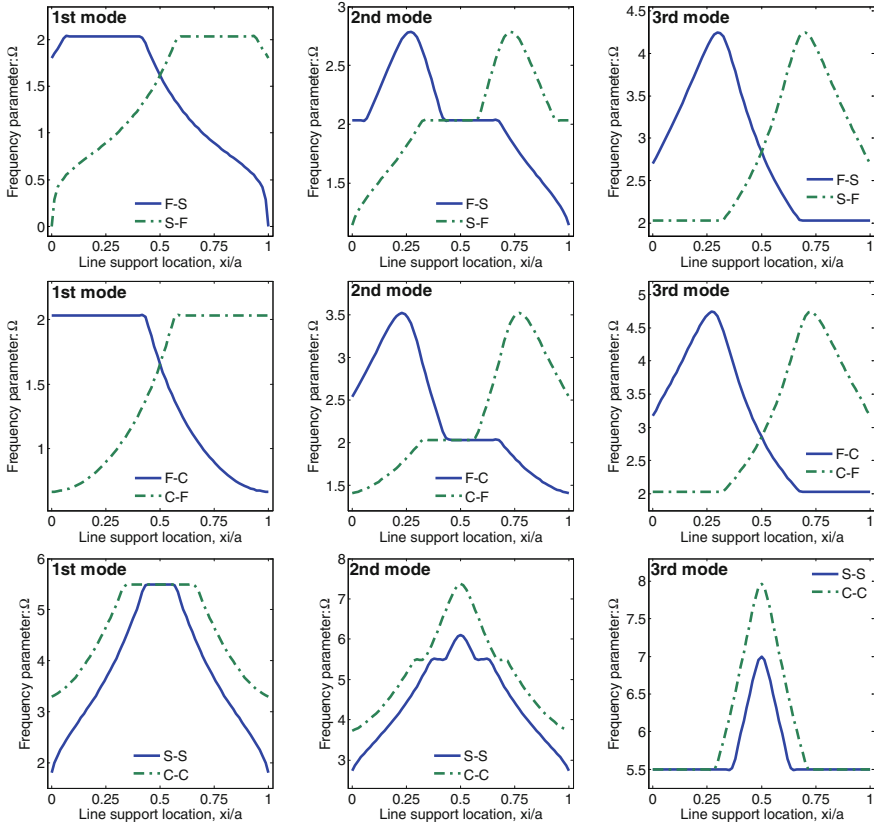 1st mode
Frequency parameter:Ω
2
1.5
1
0.5
0
F-S
S-F
0 0.25 0.5 0.75 1
Line support location, xi/a
2nd mode
Frequency parameter:Ω
3
2.5
2
1.5
F-S
S-F
0 0.25 0.5 0.75 1
Line support location, xi/a
3rd mode
Frequency parameter:Ω
4.5
4
3.5
3
2.5
2
F-S
S-F
0 0.25 0.5 0.75 1
Line support location, xi/a
1st mode
Frequency parameter:Ω
2
1.5
1
F-C
C-F
0 0.25 0.5 0.75 1
Line support location, xi/a
2nd mode
Frequency parameter:Ω
3.5
3
2.5
2
1.5
F-C
C-F
0 0.25 0.5 0.75 1
Line support location, xi/a
3rd mode
Frequency parameter:Ω
5
4.5
4
3.5
3
2.5
2
F-C
C-F
0 0.25 0.5 0.75 1
Line support location, xi/a
1st mode
Frequency parameter:Ω
6
5
4
3
2
S-S
C-C
0 0.25 0.5 0.75 1
Line support location, xi/a
2nd mode
Frequency parameter:Ω
8
7
6
5
4
3
S-S
C-C
0 0.25 0.5 0.75 1
Line support location, xi/a
3rd mode
Frequency parameter:Ω
8
7.5
7
6.5
6
5.5
S-S
C-C
0 0.25 0.5 0.75 1
Line support location, xi/a